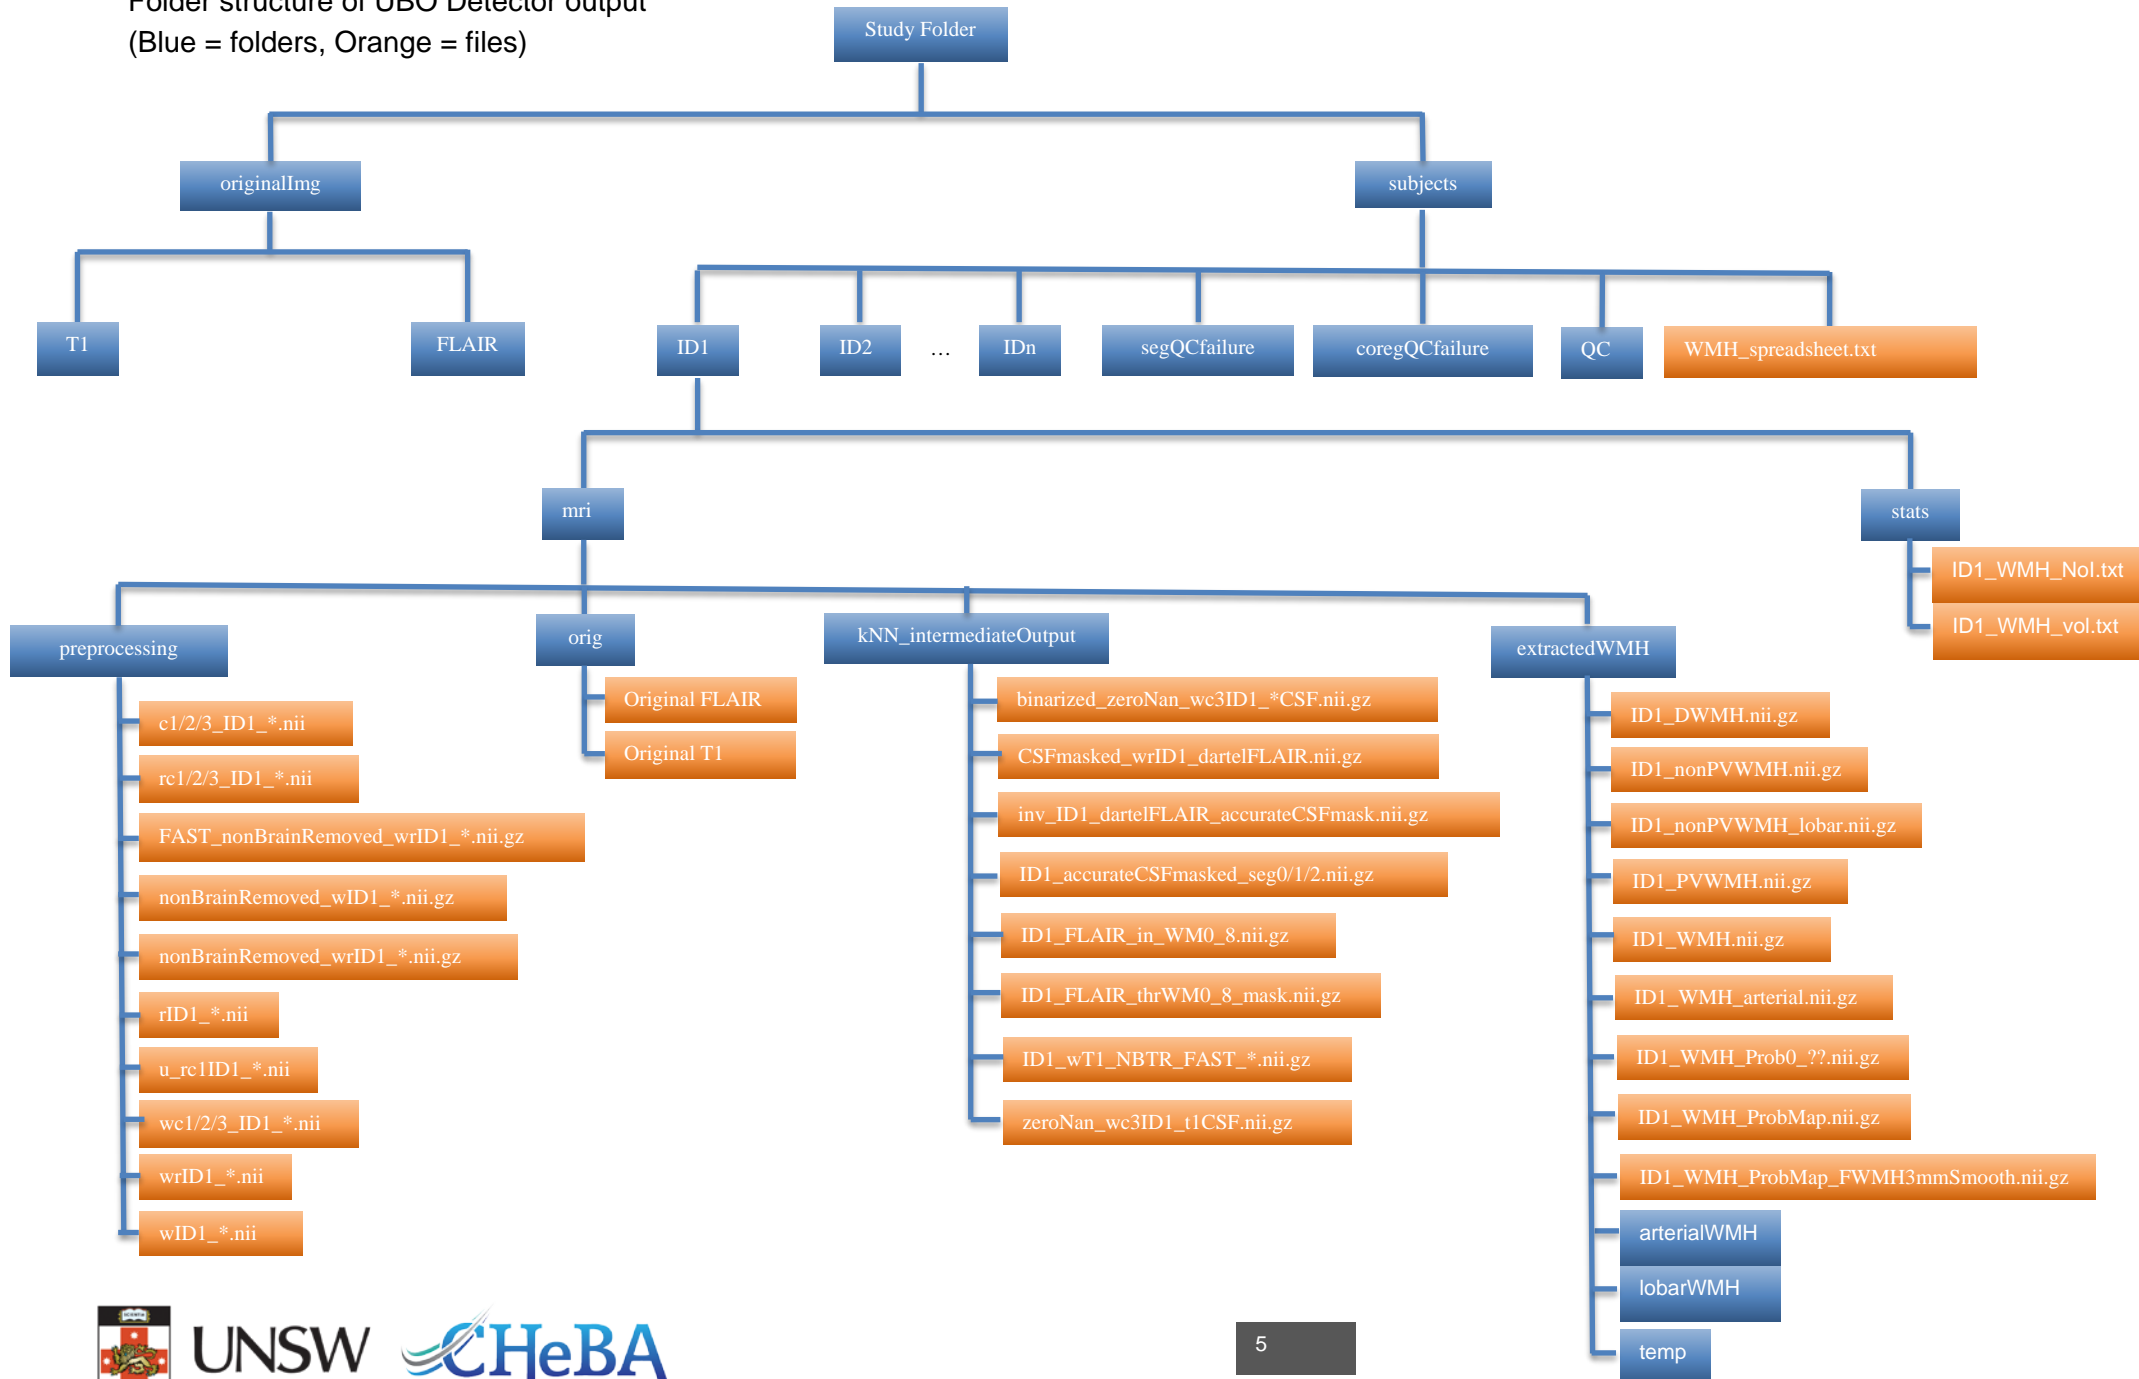 Folder structure of UBO Detector output
(Blue = folders, Orange = files)
Study Folder
originalImg
subjects
T1
FLAIR
ID1
ID2
...
IDn
segQCfailure
coregQCfailure
QC
WMH_spreadsheet.txt
mri
stats
ID1_WMH_NoI.txt
ID1_WMH_vol.txt
preprocessing
c1/2/3_ID1_*.nii
rc1/2/3_ID1_*.nii
FAST_nonBrainRemoved_wrID1_*.nii.gz
nonBrainRemoved_wID1_*.nii.gz
nonBrainRemoved_wrID1_*.nii.gz
rID1_*.nii
u_rc1ID1_*.nii
wc1/2/3_ID1_*.nii
wrID1_*.nii
wID1_*.nii
orig
Original FLAIR
Original T1
kNN_intermediateOutput
binarized_zeroNan_wc3ID1_*CSF.nii.gz
CSFmasked_wrID1_dartelFLAIR.nii.gz
inv_ID1_dartelFLAIR_accurateCSFmask.nii.gz
ID1_accurateCSFmasked_seg0/1/2.nii.gz
ID1_FLAIR_in_WM0_8.nii.gz
ID1_FLAIR_thrWM0_8_mask.nii.gz
ID1_wT1_NBTR_FAST_*.nii.gz
zeroNan_wc3ID1_t1CSF.nii.gz
extractedWMH
ID1_DWMH.nii.gz
ID1_nonPVWMH.nii.gz
ID1_nonPVWMH_lobar.nii.gz
ID1_PVWMH.nii.gz
ID1_WMH.nii.gz
ID1_WMH_arterial.nii.gz
ID1_WMH_Prob0_??.nii.gz
ID1_WMH_ProbMap.nii.gz
ID1_WMH_ProbMap_FWMH3mmSmooth.nii.gz
arterialWMH
lobarWMH
temp
UNSW
CHeBA
5